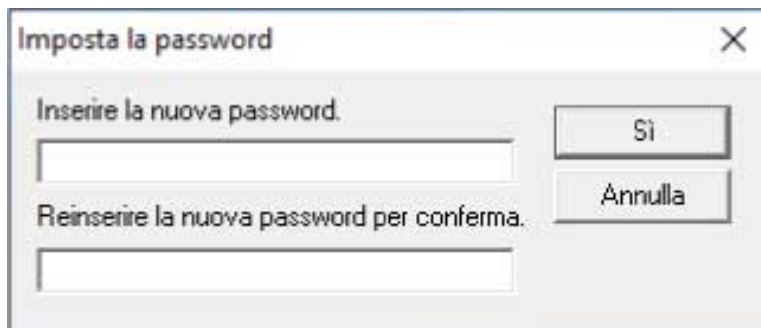 Imposta la password
Inserire la nuova password.
Sì
Annulla
Reinserire la nuova password per conferma.